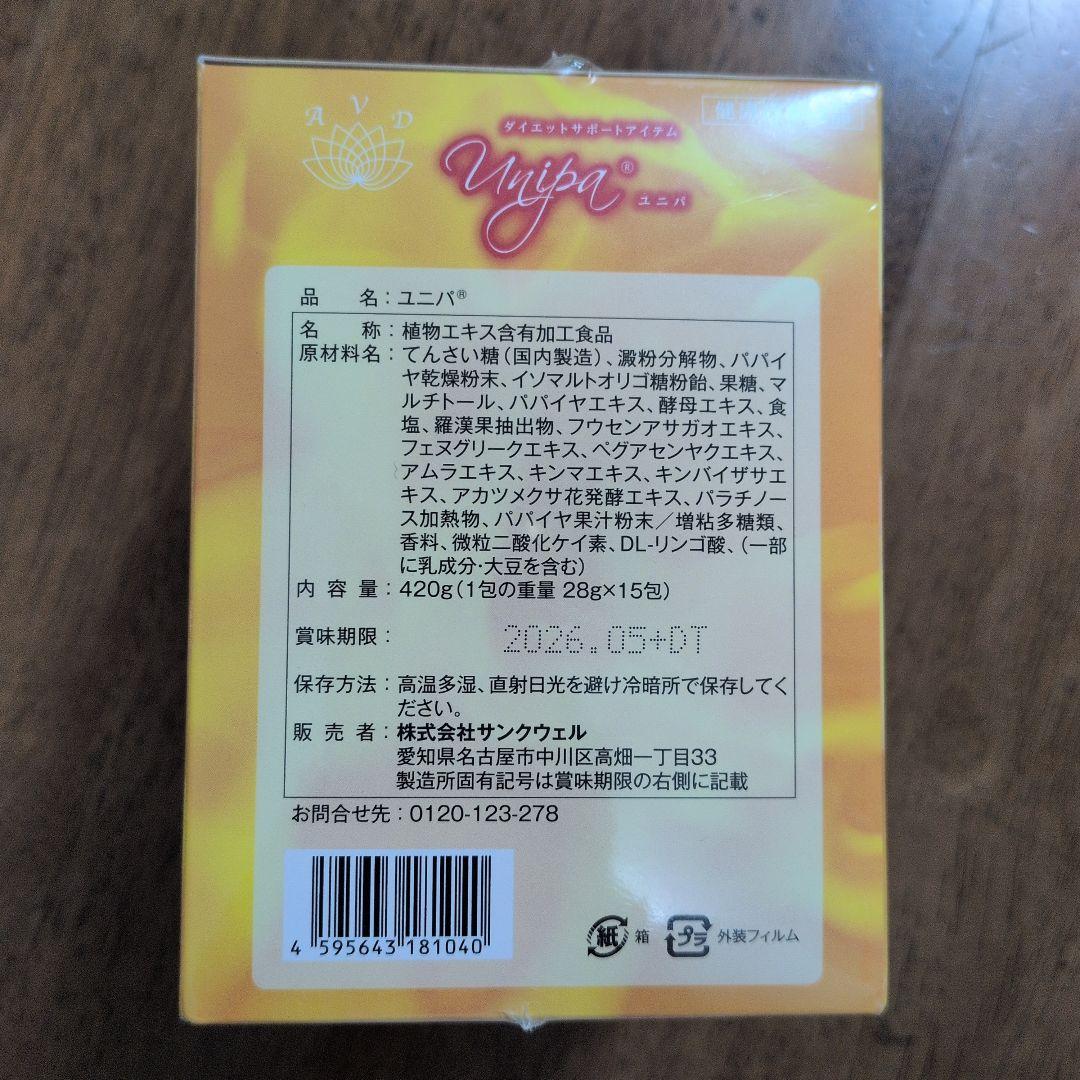 AVD
ダイエットサポートアイテム
Unipa®
ユニパ
品名：ユニパ®
名称：植物エキス含有加工食品
原材料名：てんさい糖（国内製造）、澱粉分解物、パパイ
ヤ乾燥粉末、イソマルトオリゴ糖粉飴、果糖、マ
ルチトール、パパイヤエキス、酵母エキス、食
塩、羅漢果抽出物、フウセンアサガオエキス、
フェヌグリークエキス、ペグアセンヤクエキス、
アムラエキス、キンマエキス、キンバイザサエ
キス、アカツメクサ花発酵エキス、パラチノー
ス加熱物、パパイヤ果汁粉末／増粘多糖類、
香料、微粒二酸化ケイ素、DL-リンゴ酸、（一部
に乳成分・大豆を含む）
内容量：420g（1包の重量 28g×15包）
賞味期限：2026.05+DT
保存方法：高温多湿、直射日光を避け冷暗所で保存してく
ださい。
販売者：株式会社サンクウェル
愛知県名古屋市中川区高畑一丁目33
製造所固有記号は賞味期限の右側に記載
お問合せ先：0120-123-278
4 595643 181040
紙 箱 プラ 外装フィルム